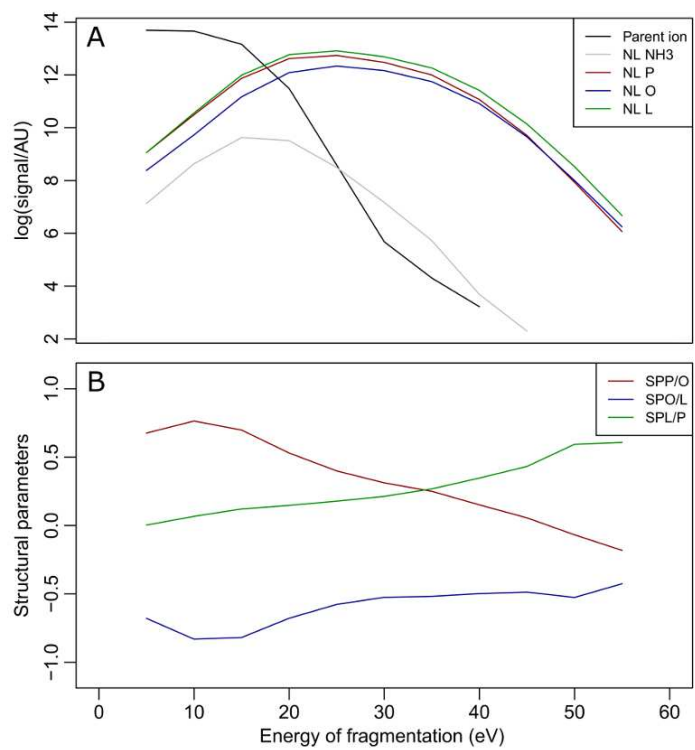 A
14
12
10
8
6
4
2
log(signal/AU)
Parent ion
NL NH3
NL P
NL O
NL L
B
1.0
0.5
0.0
−0.5
−1.0
Structural parameters
SPP/O
SPO/L
SPL/P
0 10 20 30 40 50 60
Energy of fragmentation (eV)